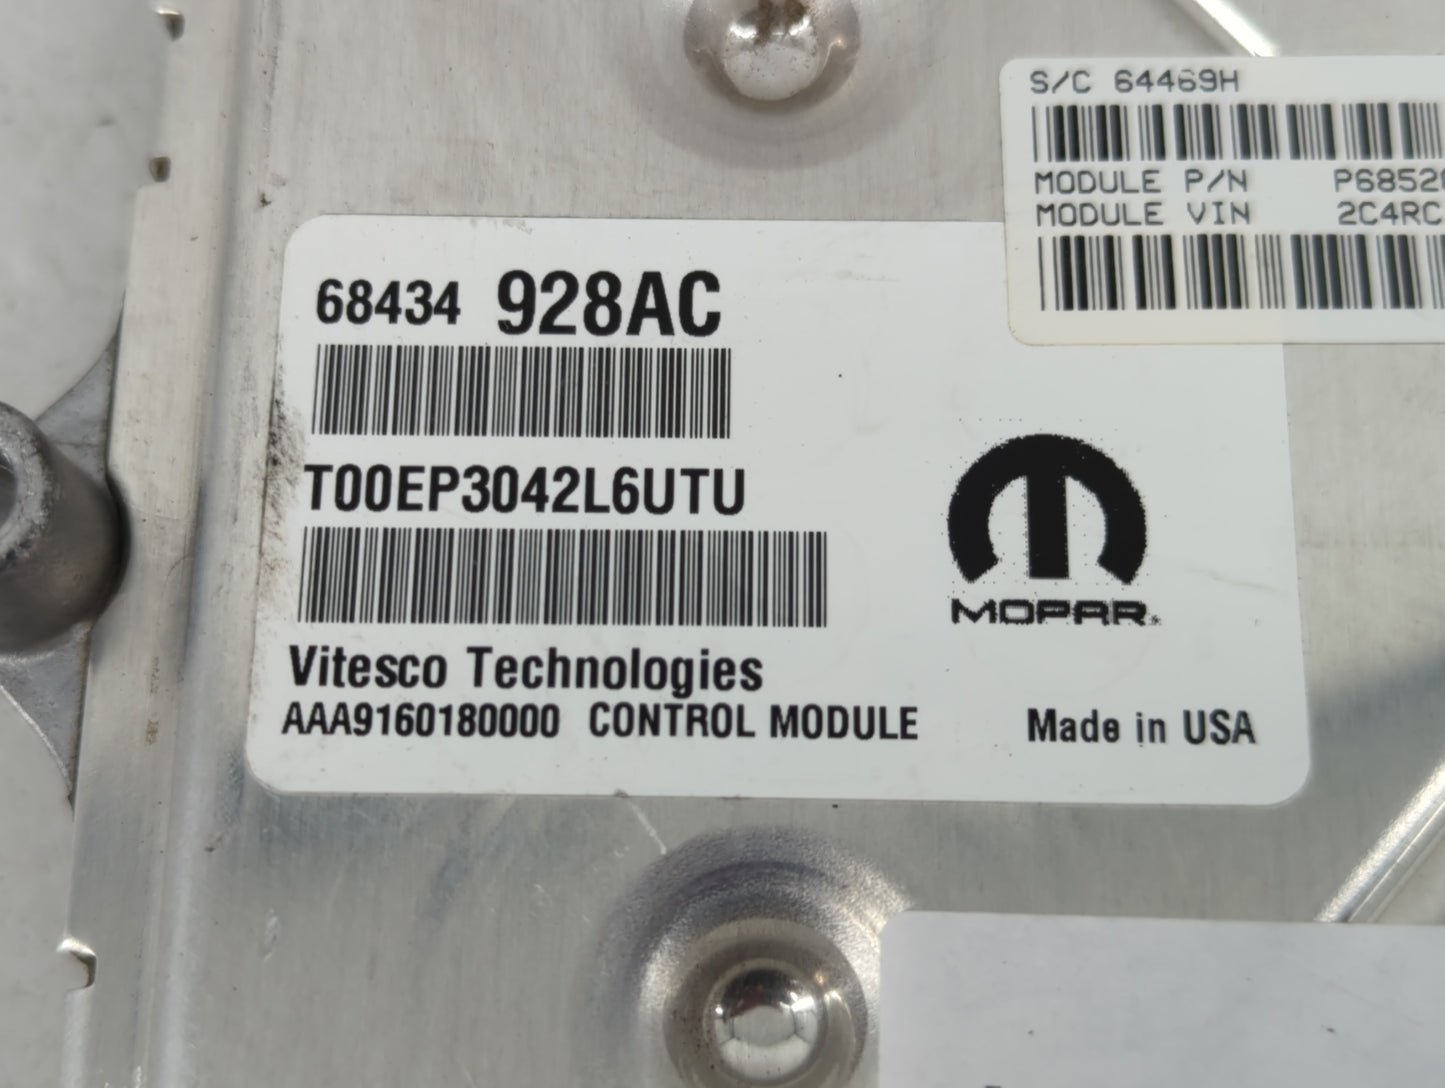 S/C 64469H
MODULE P/N P6852
MODULE VIN 2C4RC
68434 928AC
T00EP3042L6UTU
MOPAR
Vitesco Technologies
AAA9160180000 CONTROL MODULE Made in USA